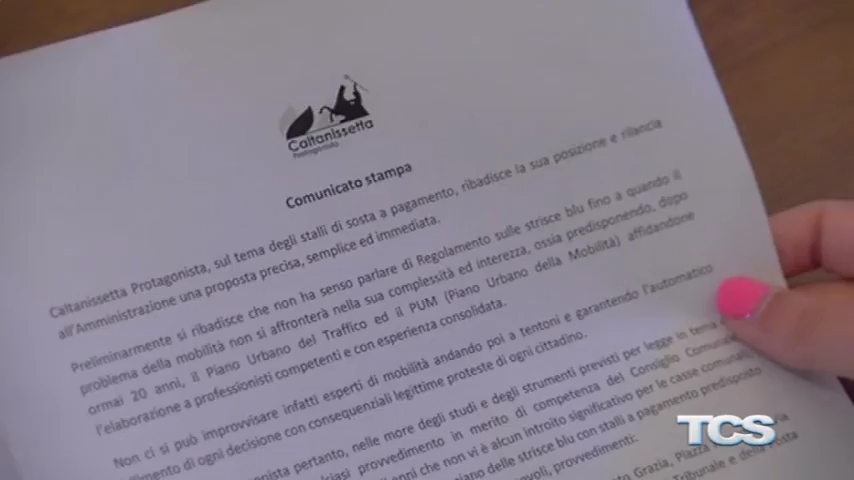 Caltanissetta
Protagonista
Comunicato stampa
Caltanissetta Protagonista, sul tema degli stalli di sosta a pagamento, ribadisce la sua posizione e rilancia
all'Amministrazione una proposta precisa, semplice ed immediata.
Preliminarmente si ribadisce che non ha senso parlare di Regolamento sulle strisce blu fino a quando il
problema della mobilità non si affronterà nella sua complessità ed interezza, ossia predisponendo, dopo
ormai 20 anni, il Piano Urbano del Traffico ed il PUM (Piano Urbano della Mobilità) affidandone
l'elaborazione a professionisti competenti e con esperienza consolidata.
Non ci si può improvvisare infatti esperti di mobilità andando poi a tentoni e garantendo l'automatico
di ogni decisione con consequenziali legittime proteste di ogni cittadino.
pertanto, nelle more degli studi e degli strumenti previsti per legge in tema
provvedimento in merito di competenza del Consiglio
anni che non vi è alcun introito significativo per le casse comunali
delle strisce blu con stalli a pagamento predisposto
provvedimenti:
Grazia, Piazza
Tribunale e della Posta
TCS